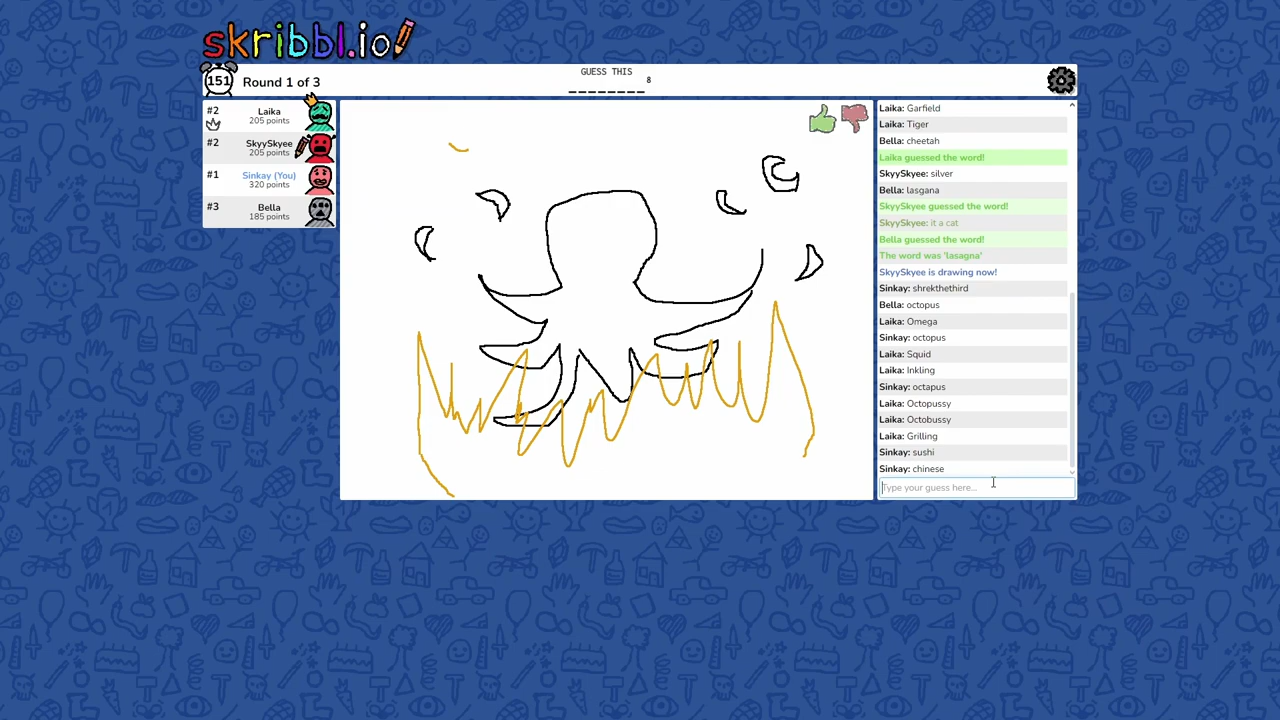 skribbl.io
151
Round 1 of 3
GUESS THIS
________ 8
#2 Laika
205 points
#2 SkyySkyee
205 points
#1 Sinkay (You)
320 points
#3 Bella
185 points
Laika: Garfield
Laika: Tiger
Bella: cheetah
Laika guessed the word!
SkyySkyee: silver
Bella: lasgana
SkyySkyee guessed the word!
SkyySkyee: it a cat
Bella guessed the word!
The word was 'lasagna'
SkyySkyee is drawing now!
Sinkay: shrekthethird
Bella: octopus
Laika: Omega
Sinkay: octopus
Laika: Squid
Laika: Inkling
Sinkay: octapus
Laika: Octopussy
Laika: Octobussy
Laika: Grilling
Sinkay: sushi
Sinkay: chinese
Type your guess here...